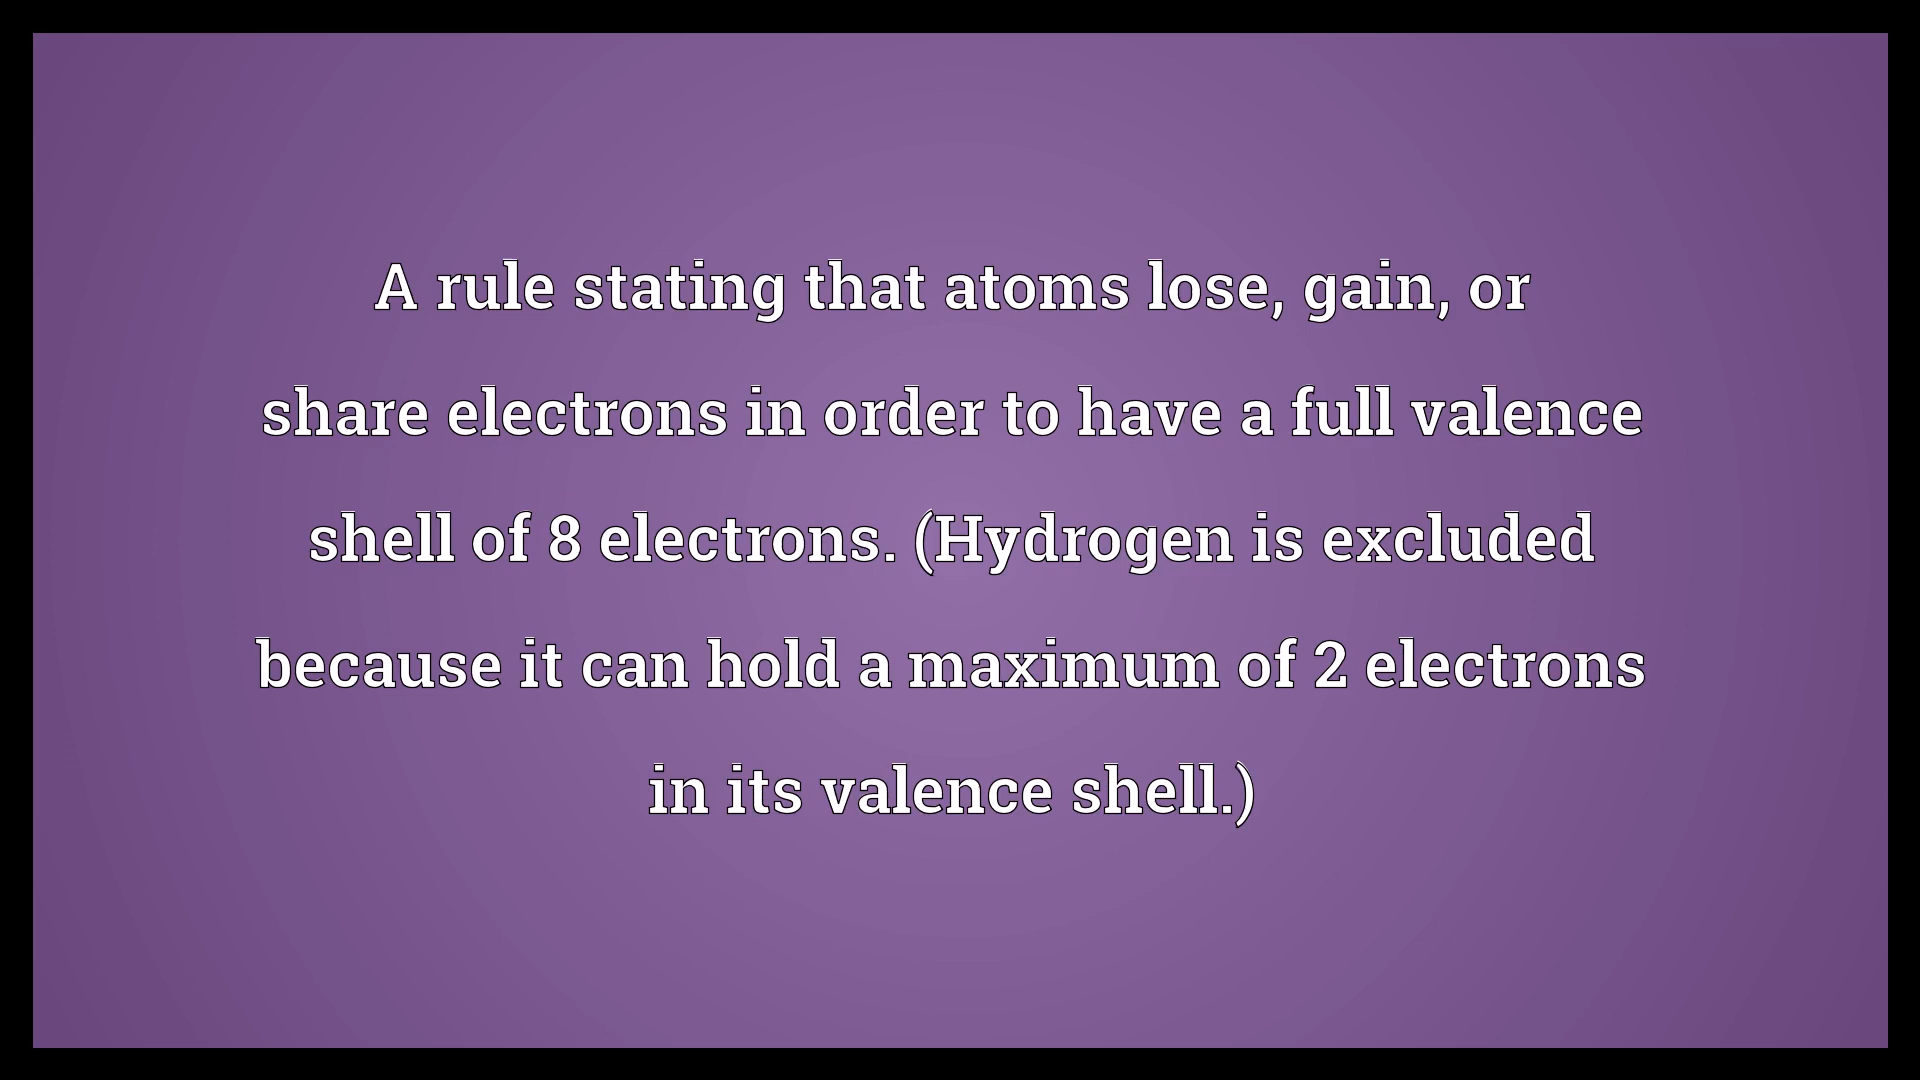 A rule stating that atoms lose, gain, or
share electrons in order to have a full valence
shell of 8 electrons. (Hydrogen is excluded
because it can hold a maximum of 2 electrons
in its valence shell.)